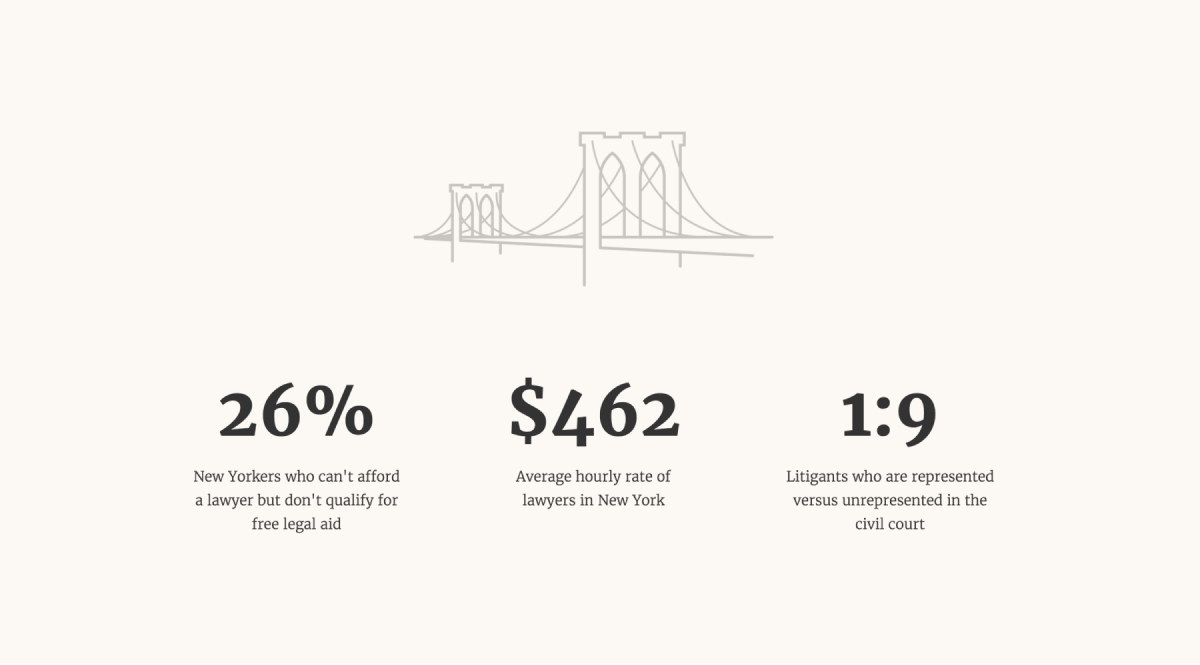 26%
$462
1:9
New Yorkers who can't afford
a lawyer but don't qualify for
free legal aid
Average hourly rate of
lawyers in New York
Litigants who are represented
versus unrepresented in the
civil court